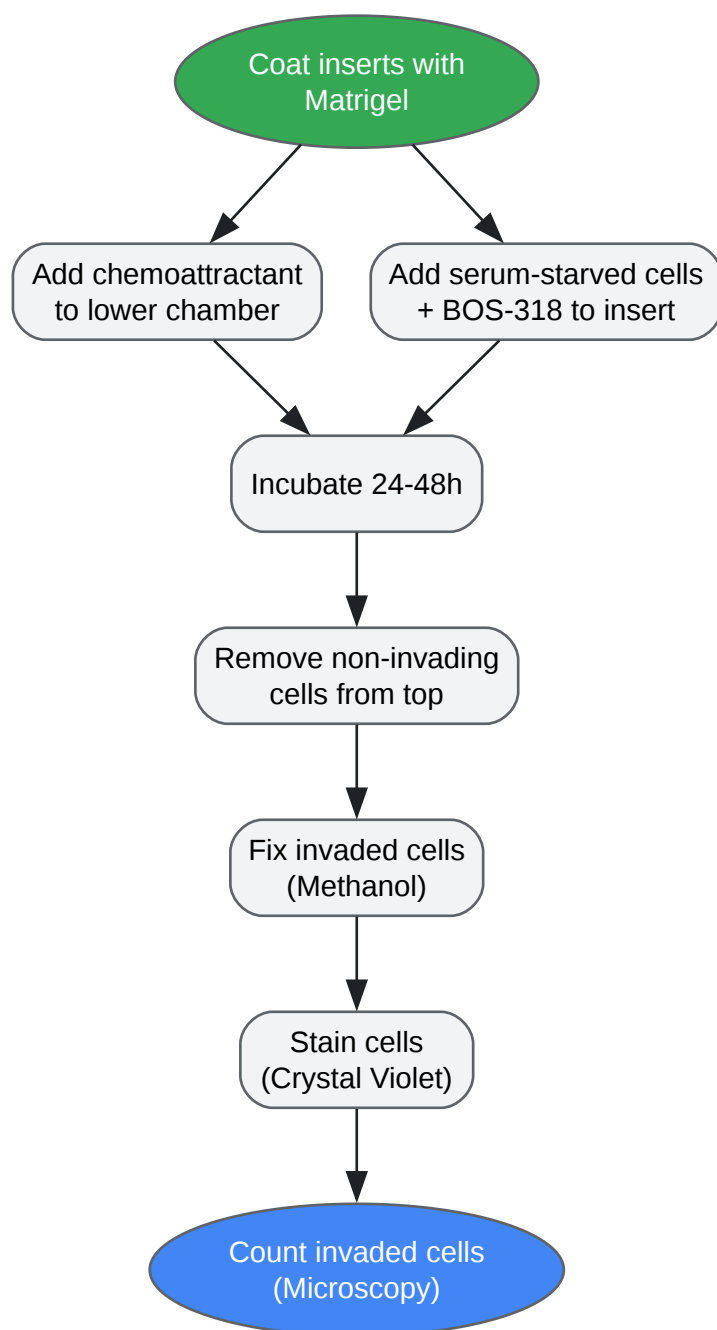 Coat inserts with
Matrigel
Add chemoattractant
to lower chamber
Add serum-starved cells
+ BOS-318 to insert
Incubate 24-48h
Remove non-invading
cells from top
Fix invaded cells
(Methanol)
Stain cells
(Crystal Violet)
Count invaded cells
(Microscopy)